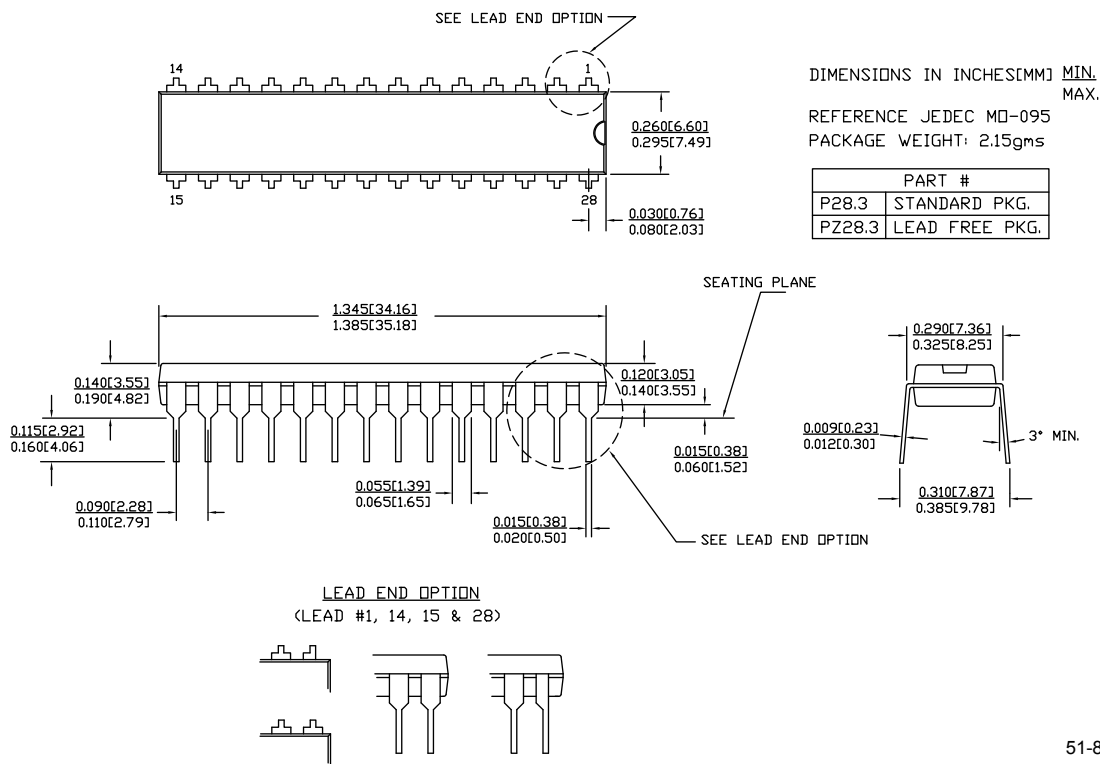 SEE LEAD END OPTION
14
1
DIMENSIONS IN INCHES[MM] MIN.
MAX.
REFERENCE JEDEC MO-095
PACKAGE WEIGHT: 2.15gms
0.260[6.60]
0.295[7.49]
PART #
P28.3 STANDARD PKG.
PZ28.3 LEAD FREE PKG.
15
28
0.030[0.76]
0.080[2.03]
SEATING PLANE
1.345[34.16]
1.385[35.18]
0.290[7.36]
0.325[8.25]
0.140[3.55]
0.190[4.82]
0.120[3.05]
0.140[3.55]
0.115[2.92]
0.160[4.06]
0.009[0.23]
0.012[0.30]
3° MIN.
0.015[0.38]
0.060[1.52]
0.055[1.39]
0.065[1.65]
0.090[2.28]
0.110[2.79]
0.310[7.87]
0.385[9.78]
0.015[0.38]
0.020[0.50]
SEE LEAD END OPTION
LEAD END OPTION
(LEAD #1, 14, 15 & 28)
51-8